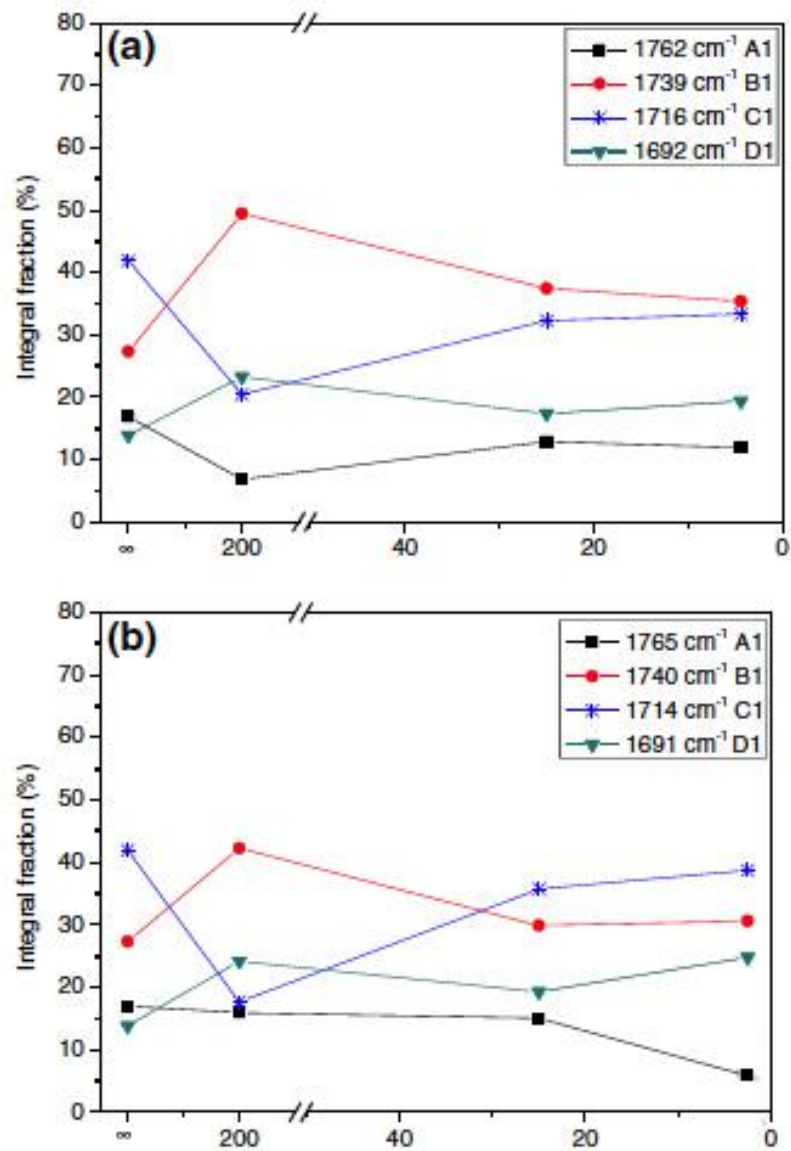 (a)
1762 cm⁻¹ A1
1739 cm⁻¹ B1
1716 cm⁻¹ C1
1692 cm⁻¹ D1
Integral fraction (%)
80
70
60
50
40
30
20
10
0
∞ 200 40 20 0
(b)
1765 cm⁻¹ A1
1740 cm⁻¹ B1
1714 cm⁻¹ C1
1691 cm⁻¹ D1
Integral fraction (%)
80
70
60
50
40
30
20
10
0
∞ 200 40 20 0